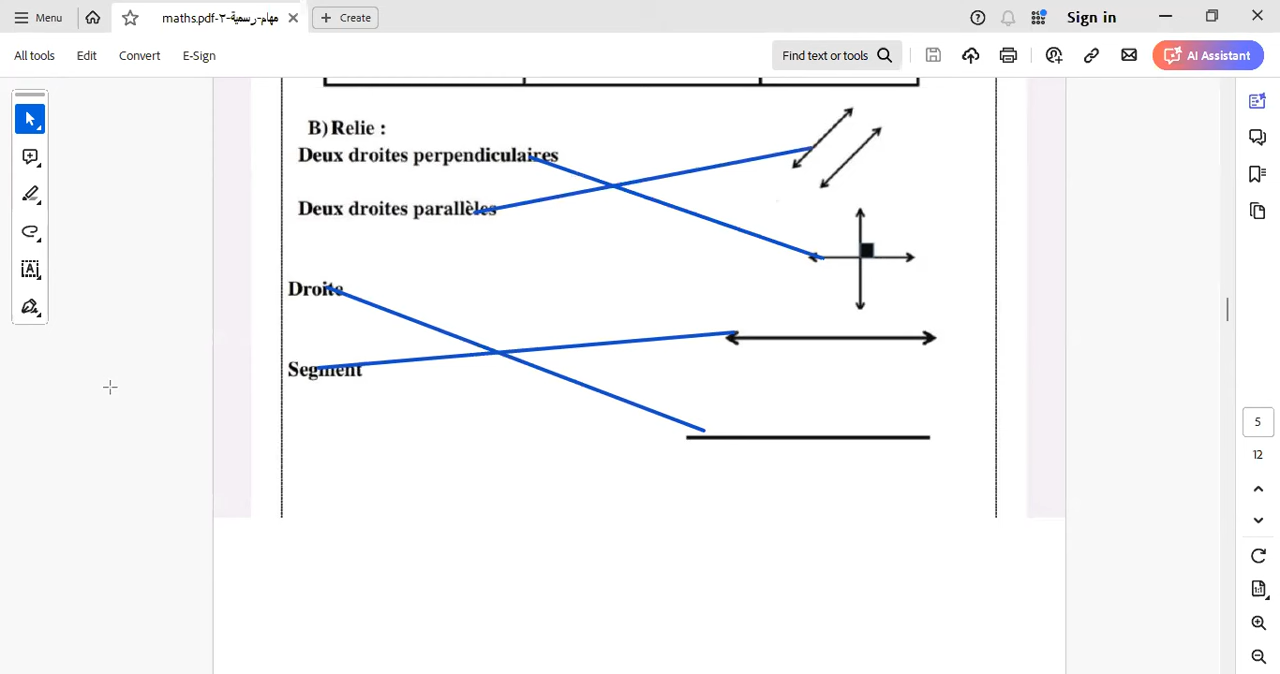 Menu
maths.pdf-٣-مهام-رسمية
Create
Sign in
All tools Edit Convert E-Sign
Find text or tools
AI Assistant
B) Relie :
Deux droites perpendiculaires
Deux droites parallèles
Droite
Segment
5
12